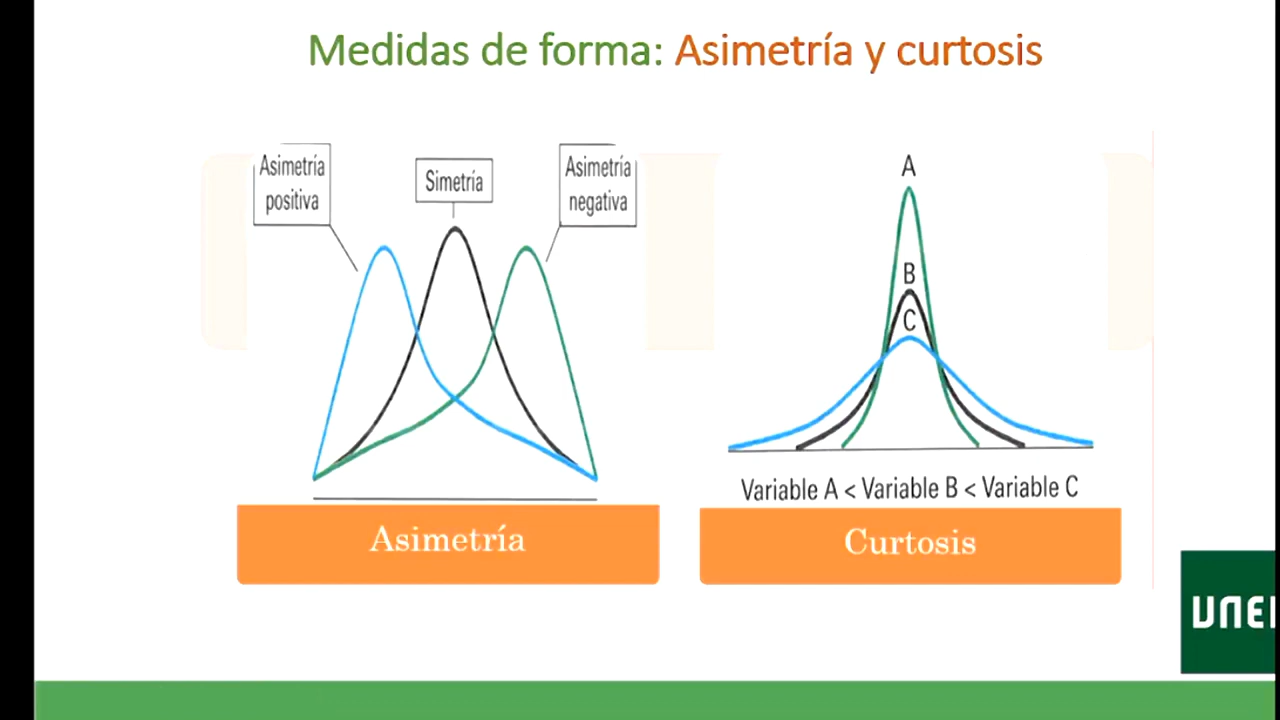 Medidas de forma: Asimetría y curtosis
Asimetría
positiva
Simetría
Asimetría
negativa
Asimetría
A
B
C
Variable A < Variable B < Variable C
Curtosis